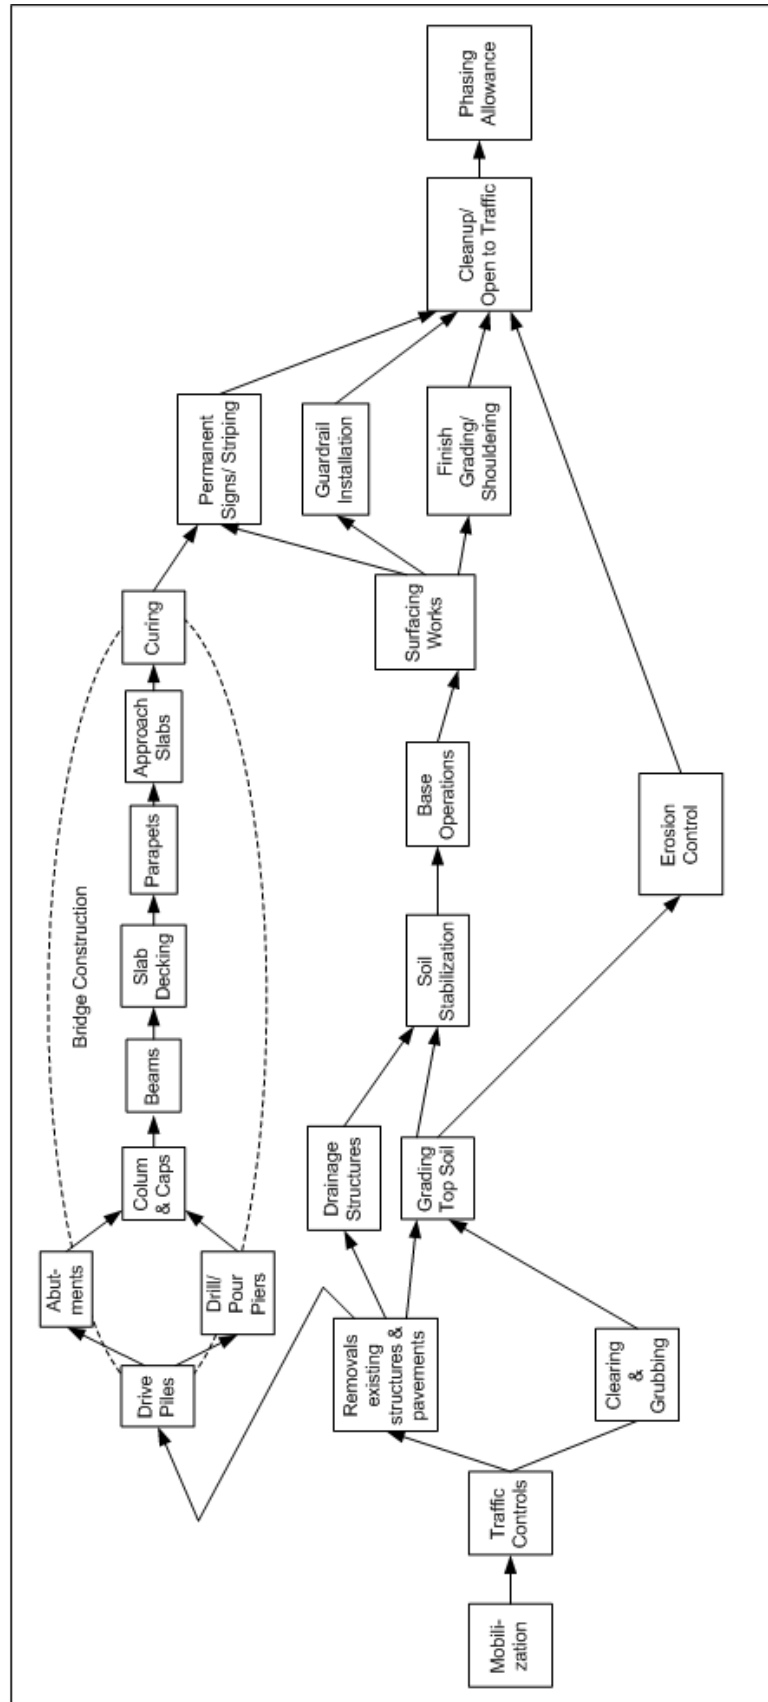 Mobili-
zation
Traffic
Controls
Removals
existing
structures &
pavements
Clearing
&
Grubbing
Drive
Piles
Abut-
ments
Drill/
Pour
Piers
Colum
& Caps
Beams
Slab
Decking
Parapets
Approach
Slabs
Curing
Bridge Construction
Drainage
Structures
Grading
Top Soil
Soil
Stabilization
Base
Operations
Surfacing
Works
Erosion
Control
Permanent
Signs/ Striping
Guardrail
Installation
Finish
Grading/
Shouldering
Cleanup/
Open to Traffic
Phasing
Allowance